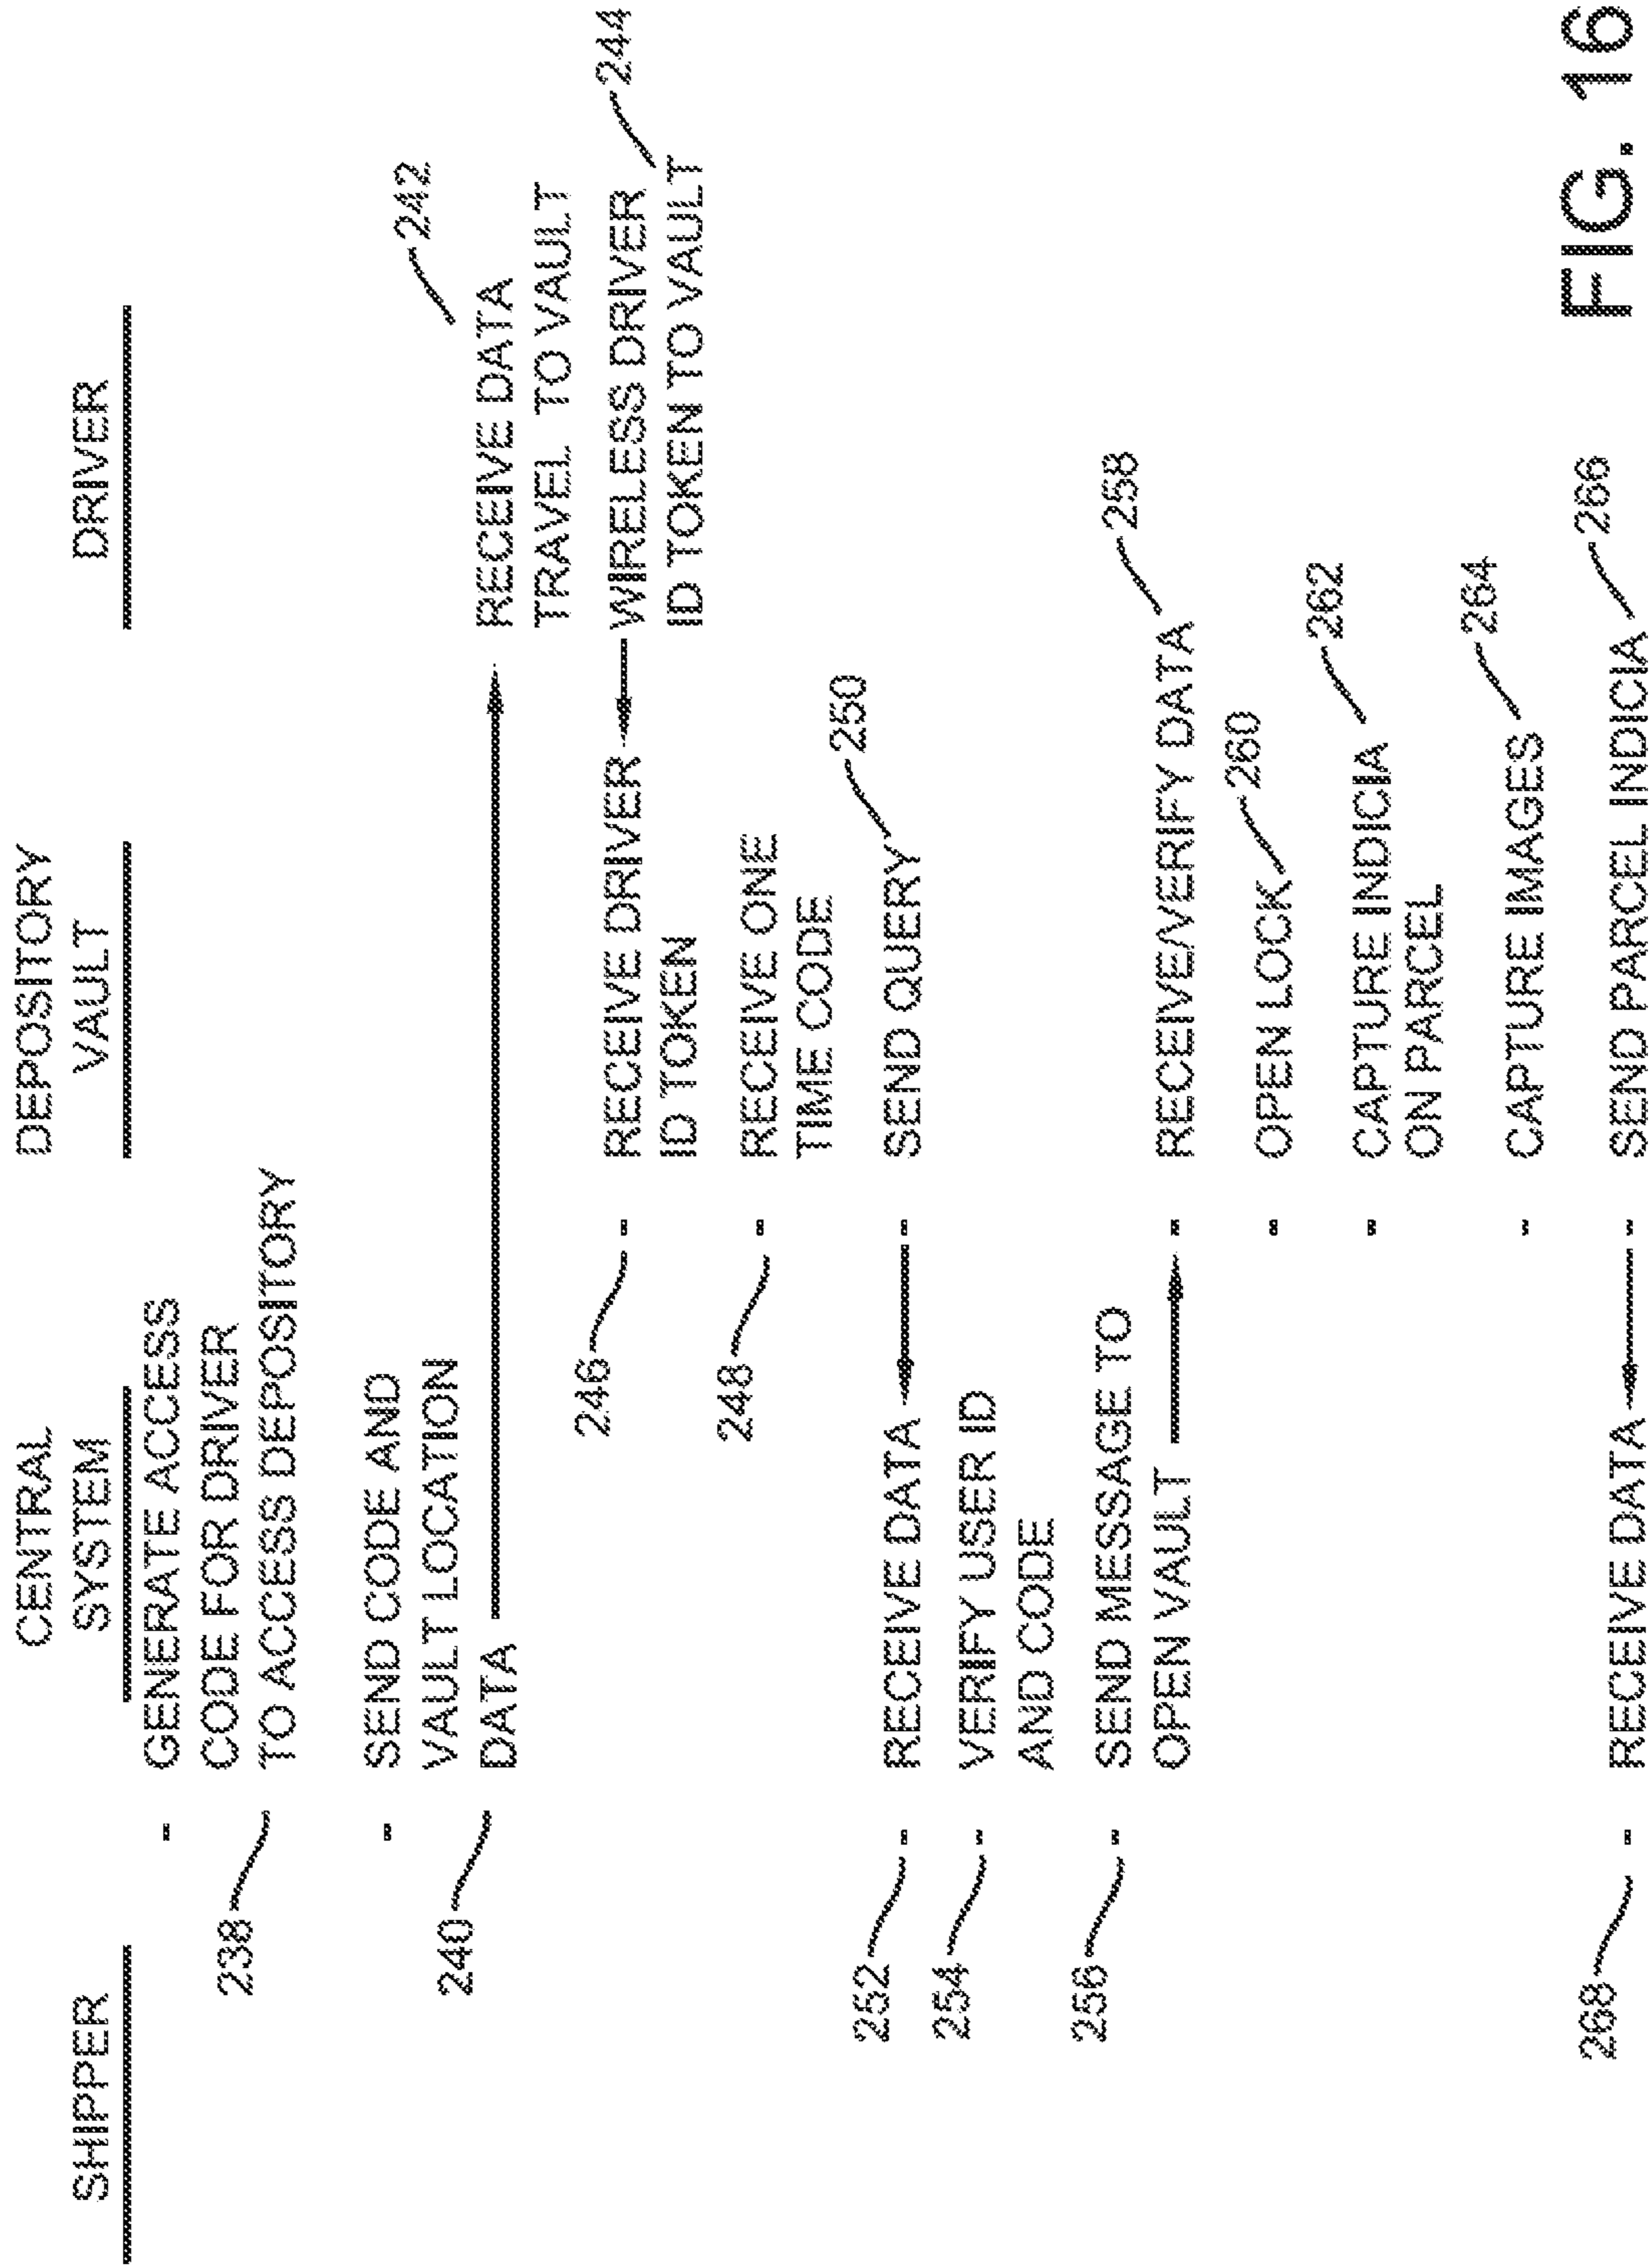 SHIPPER
CENTRAL
SYSTEM
DEPOSITORY
VAULT
DRIVER
- GENERATE ACCESS
CODE FOR DRIVER
TO ACCESS DEPOSITORY
238
- SEND CODE AND
VAULT LOCATION
DATA
240
242
RECEIVE DATA
TRAVEL TO VAULT
WIRELESS DRIVER
ID TOKEN TO VAULT
244
246
- RECEIVE DRIVER
ID TOKEN
248
- RECEIVE ONE
TIME CODE
- SEND QUERY
250
252
- RECEIVE DATA
254
- VERIFY USER ID
AND CODE
256
- SEND MESSAGE TO
OPEN VAULT
- RECEIVE/VERIFY DATA
258
- OPEN LOCK
260
- CAPTURE INDICIA
ON PARCEL
262
- CAPTURE IMAGES
264
- SEND PARCEL INDICIA
266
268
- RECEIVE DATA
FIG. 16